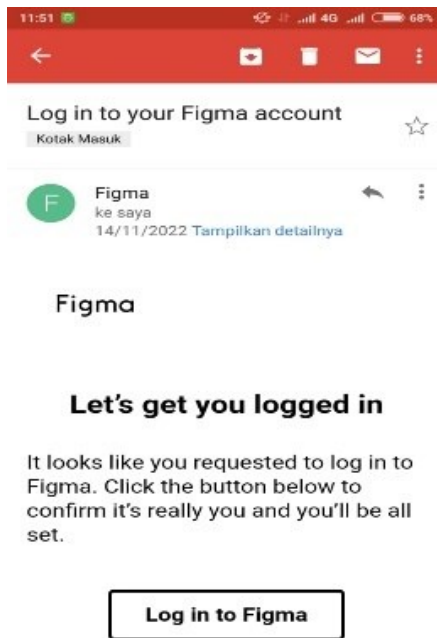 11:51 4G 68%
Log in to your Figma account
Kotak Masuk
F
Figma
ke saya
14/11/2022 Tampilkan detailnya
Figma
Let's get you logged in
It looks like you requested to log in to
Figma. Click the button below to
confirm it's really you and you'll be all
set.
Log in to Figma